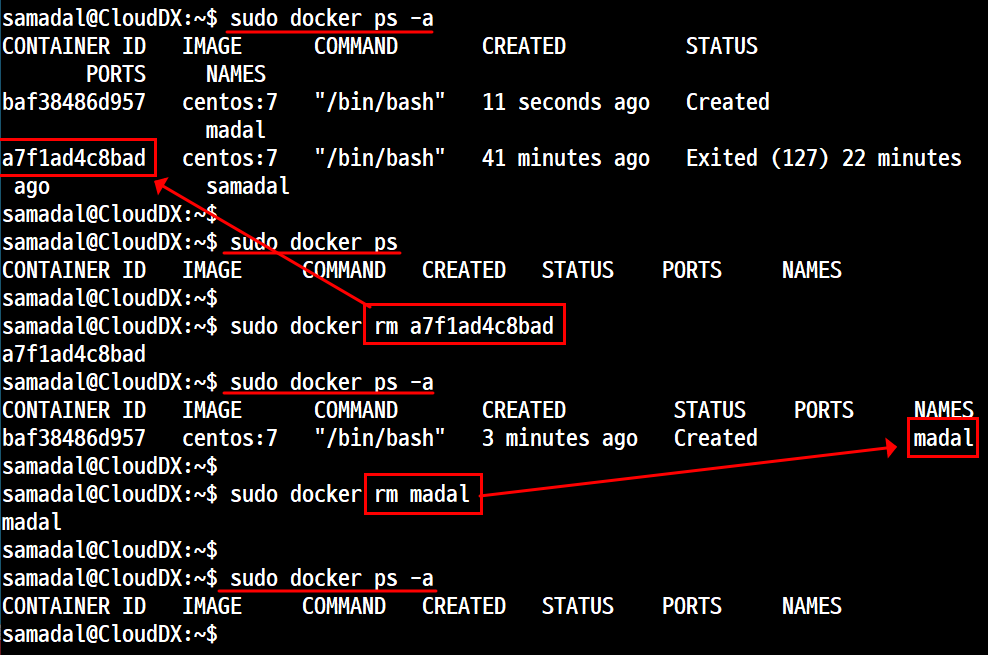 samadal@CloudDX:~$ sudo docker ps -a
CONTAINER ID   IMAGE      COMMAND       CREATED          STATUS
       PORTS     NAMES
baf38486d957   centos:7   "/bin/bash"   11 seconds ago   Created
                 madal
a7f1ad4c8bad   centos:7   "/bin/bash"   41 minutes ago   Exited (127) 22 minutes
 ago             samadal
samadal@CloudDX:~$
samadal@CloudDX:~$ sudo docker ps
CONTAINER ID   IMAGE     COMMAND   CREATED   STATUS    PORTS     NAMES
samadal@CloudDX:~$
samadal@CloudDX:~$ sudo docker rm a7f1ad4c8bad
a7f1ad4c8bad
samadal@CloudDX:~$ sudo docker ps -a
CONTAINER ID   IMAGE      COMMAND       CREATED         STATUS    PORTS     NAMES
baf38486d957   centos:7   "/bin/bash"   3 minutes ago   Created             madal
samadal@CloudDX:~$
samadal@CloudDX:~$ sudo docker rm madal
madal
samadal@CloudDX:~$
samadal@CloudDX:~$ sudo docker ps -a
CONTAINER ID   IMAGE     COMMAND   CREATED   STATUS    PORTS     NAMES
samadal@CloudDX:~$